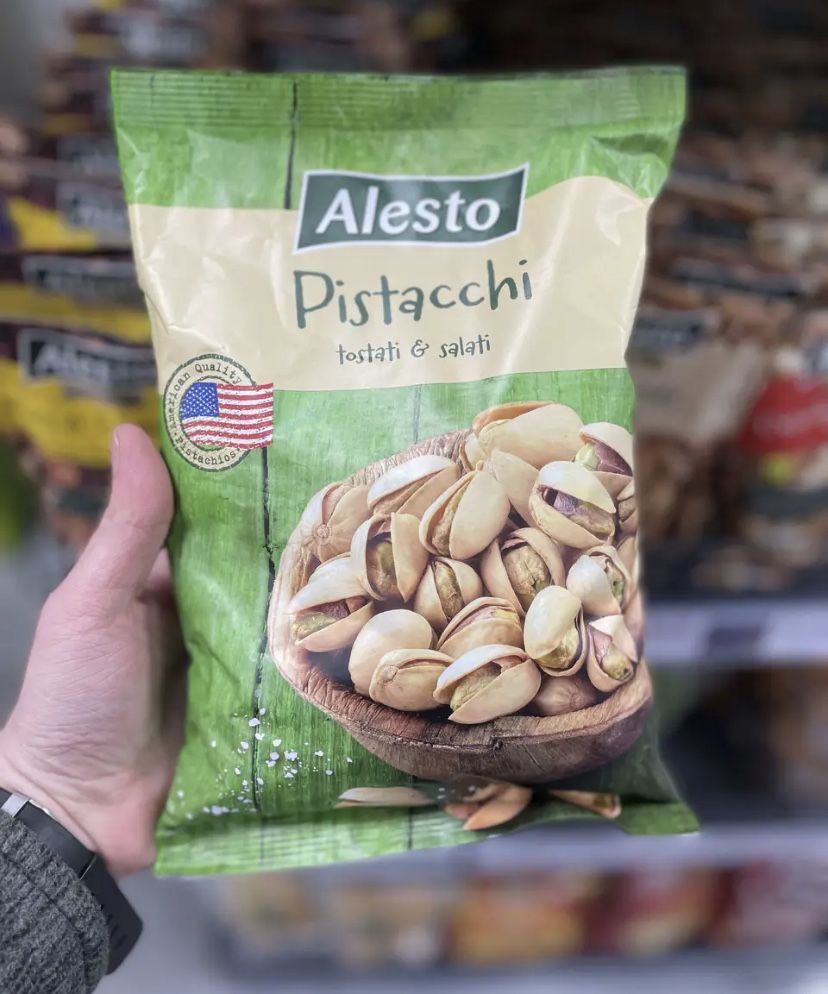 Alesto
Pistacchi
tostati & salati
American Quality
Pistachios